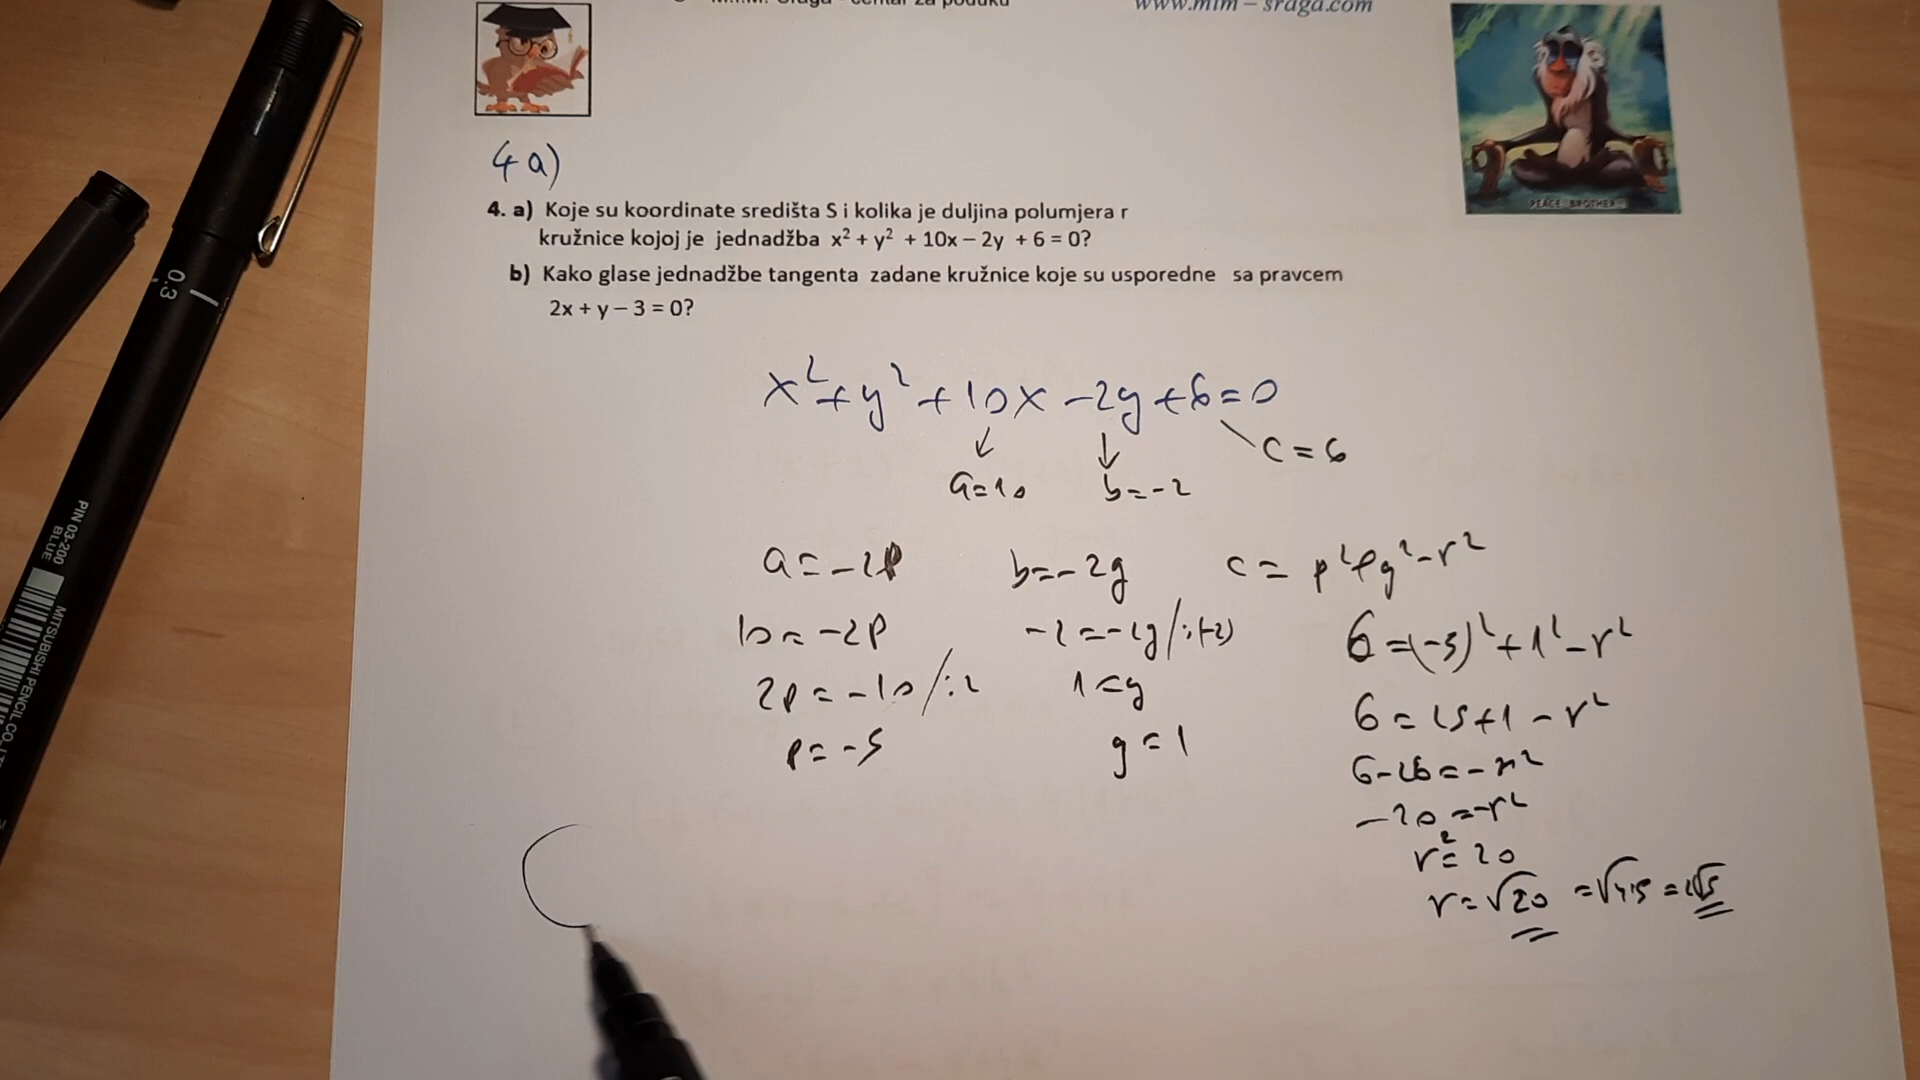 www.mim-sraga.com
PEACE BROTHER!!
4 a)
4. a) Koje su koordinate središta S i kolika je duljina polumjera r
kružnice kojoj je jednadžba x² + y² + 10x – 2y + 6 = 0?
b) Kako glase jednadžbe tangenta zadane kružnice koje su usporedne sa pravcem
2x + y – 3 = 0?
x²+y²+10x-2y+6=0
a=10 b=-2 c=6
a=-2p b=-2q c=p²+q²-r²
10=-2p -2=-2q/:(-2) 6=(-5)²+1²-r²
2p=-10/:2 1=q 6=25+1-r²
p=-5 q=1 6-26=-r²
-20=-r²
r²=20
r=√20 =√4·5 =2√5
0.3
PIN 03-200
BLUE
MITSUBISHI PENCIL CO.,